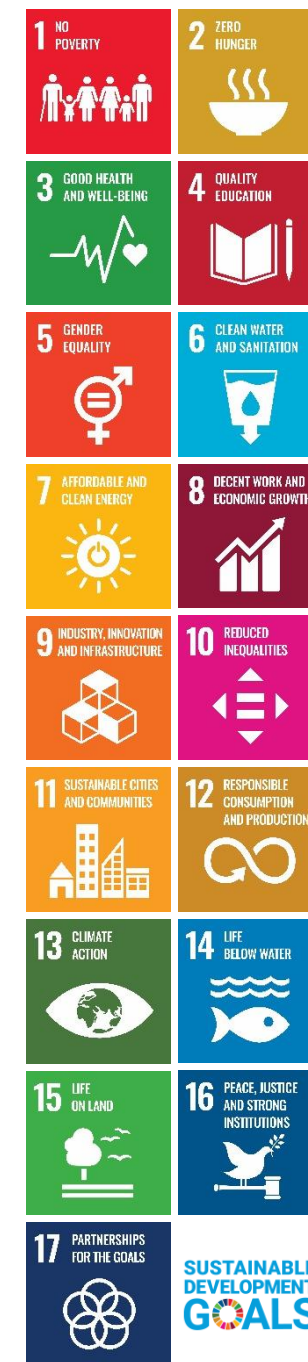 1 NO
POVERTY
2 ZERO
HUNGER
3 GOOD HEALTH
AND WELL-BEING
4 QUALITY
EDUCATION
5 GENDER
EQUALITY
6 CLEAN WATER
AND SANITATION
7 AFFORDABLE AND
CLEAN ENERGY
8 DECENT WORK AND
ECONOMIC GROWTH
9 INDUSTRY, INNOVATION
AND INFRASTRUCTURE
10 REDUCED
INEQUALITIES
11 SUSTAINABLE CITIES
AND COMMUNITIES
12 RESPONSIBLE
CONSUMPTION
AND PRODUCTION
13 CLIMATE
ACTION
14 LIFE
BELOW WATER
15 LIFE
ON LAND
16 PEACE, JUSTICE
AND STRONG
INSTITUTIONS
17 PARTNERSHIPS
FOR THE GOALS
SUSTAINABLE
DEVELOPMENT
GOALS